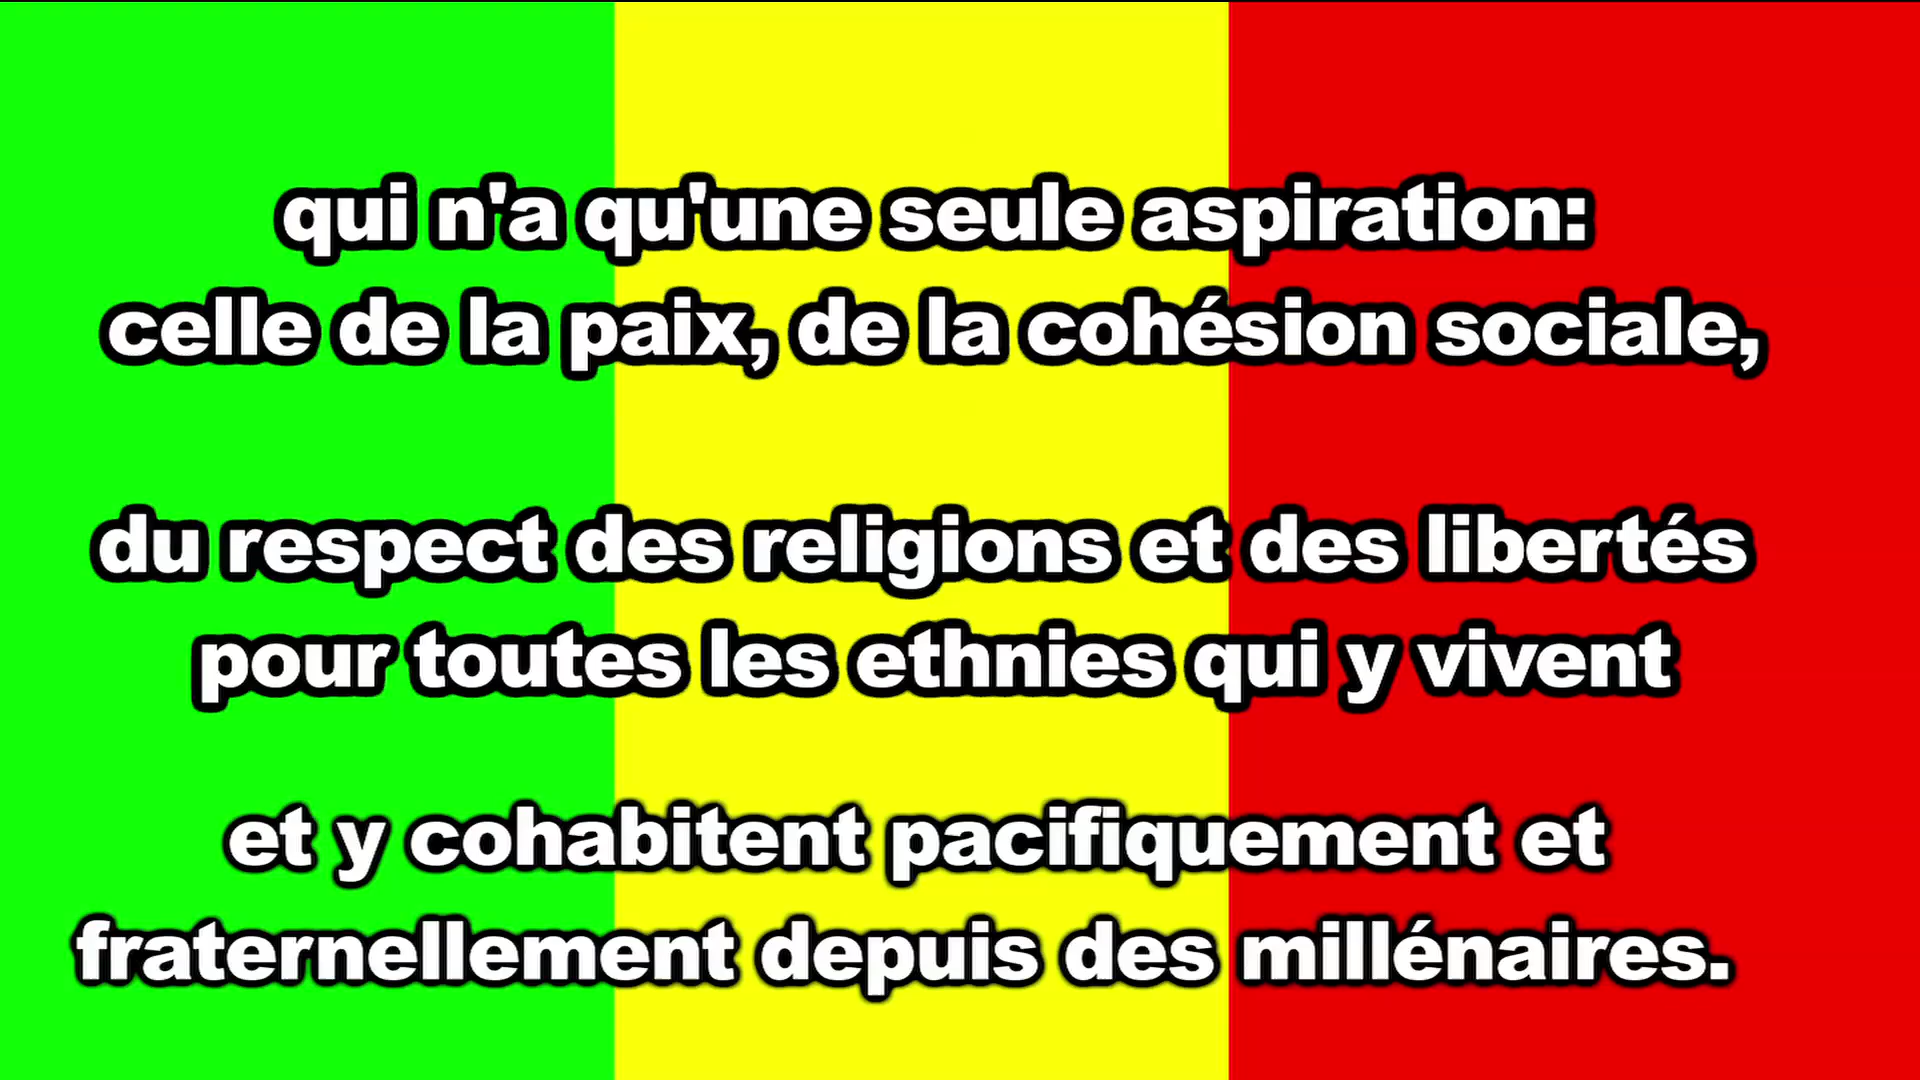 qui n'a qu'une seule aspiration:
celle de la paix, de la cohésion sociale,
du respect des religions et des libertés
pour toutes les ethnies qui y vivent
et y cohabitent pacifiquement et
fraternellement depuis des millénaires.